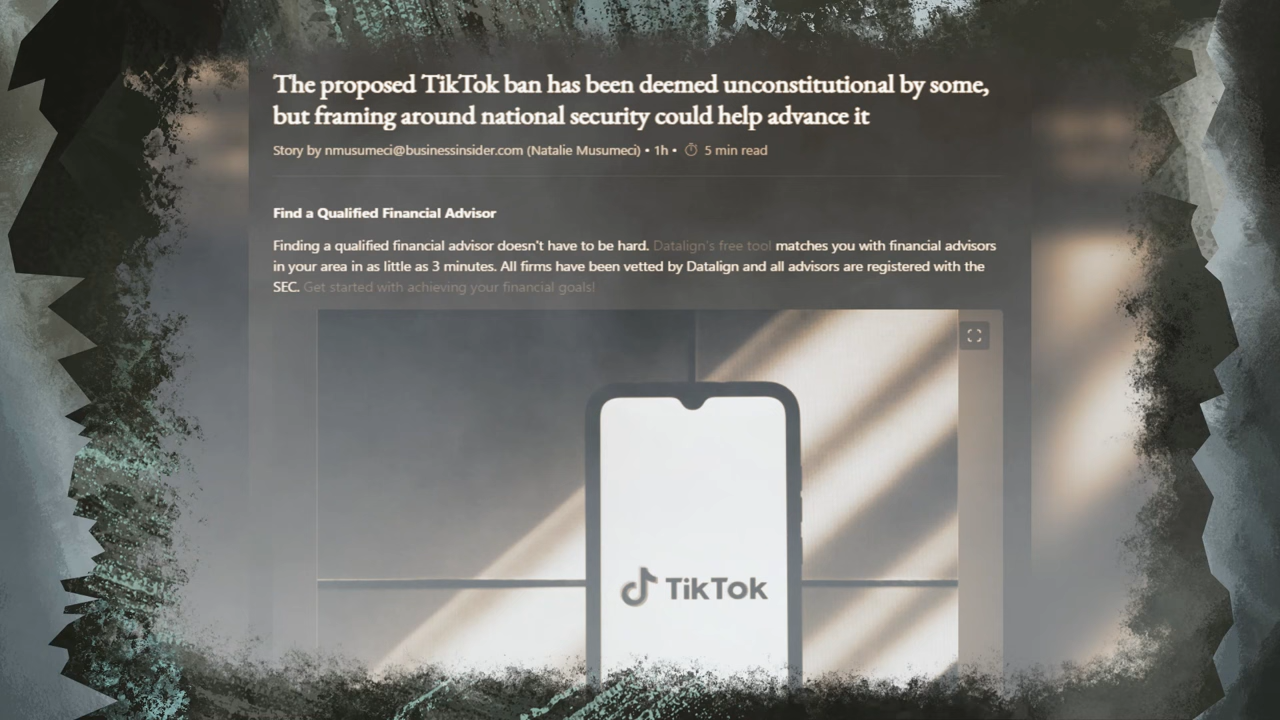 The proposed TikTok ban has been deemed unconstitutional by some,
but framing around national security could help advance it
Story by nmusumeci@businessinsider.com (Natalie Musumeci) • 1h • 5 min read
Find a Qualified Financial Advisor
Finding a qualified financial advisor doesn't have to be hard. Datalign's free tool matches you with financial advisors
in your area in as little as 3 minutes. All firms have been vetted by Datalign and all advisors are registered with the
SEC. Get started with achieving your financial goals!
TikTok